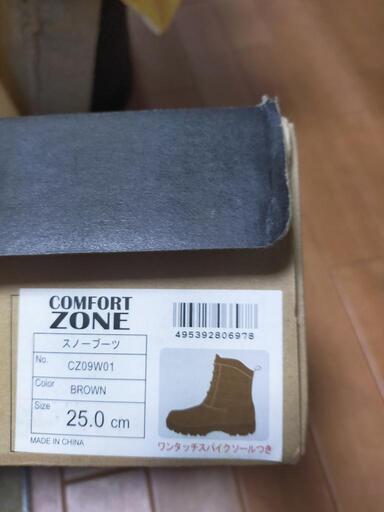 COMFORT
ZONE
スノーブーツ
No. CZ09W01
Color BROWN
Size 25.0 cm
MADE IN CHINA
495392806978
ワンタッチスパイクソールつき